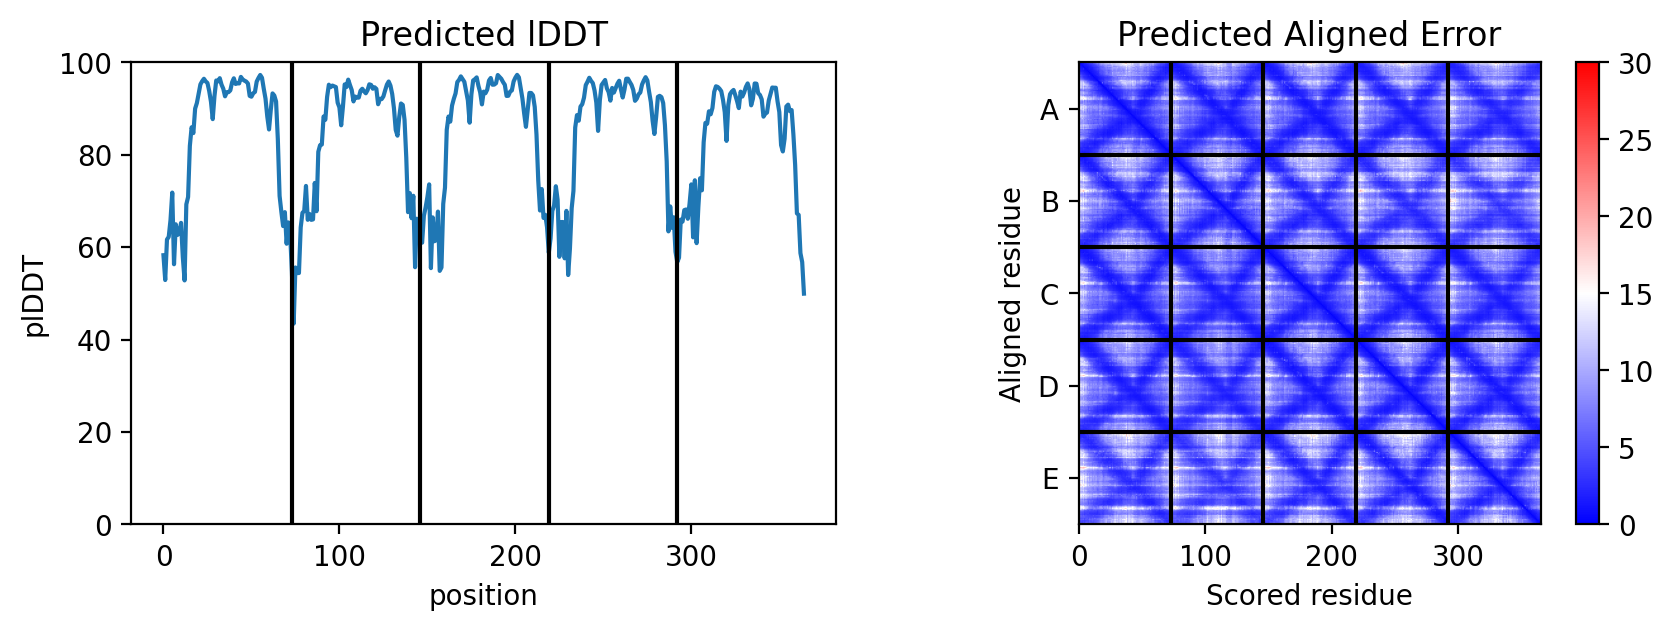 Predicted lDDT
100
80
60
40
20
0
plDDT
0
100
200
300
position
Predicted Aligned Error
A
B
C
D
E
Aligned residue
0
100
200
300
Scored residue
30
25
20
15
10
5
0